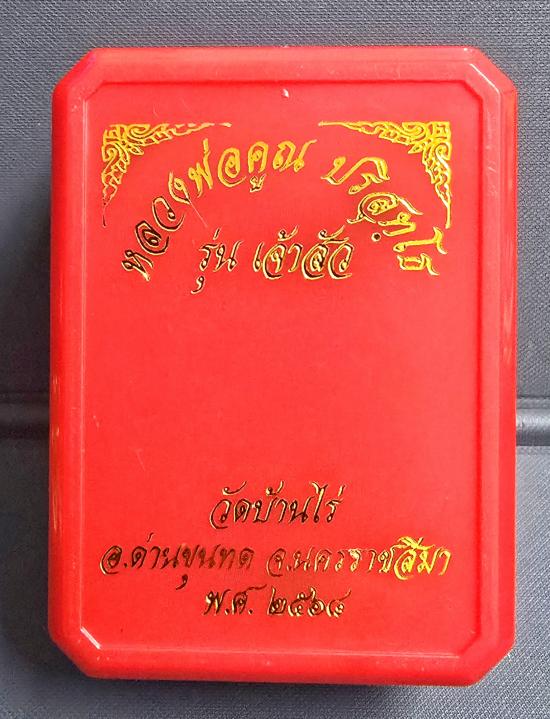 หลวงพ่อคูณ ปริสุทฺโธ
รุ่น เจ้าสัว
วัดบ้านไร่
อ.ด่านขุนทด จ.นครราชสีมา
พ.ศ. ๒๕๖๔